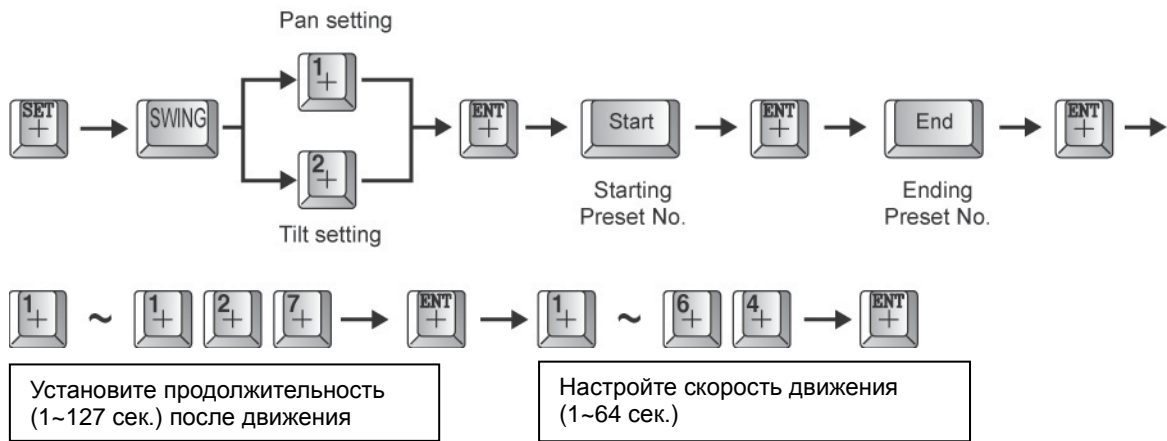 Pan setting
SET + SWING 1 + ENT + Start ENT + End ENT +
2 +
Starting Preset No.
Ending Preset No.
Tilt setting
1 + ~ 1 + 2 + 7 + ENT + 1 + ~ 6 + 4 + ENT +
Установите продолжительность
(1~127 сек.) после движения
Настройте скорость движения
(1~64 сек.)